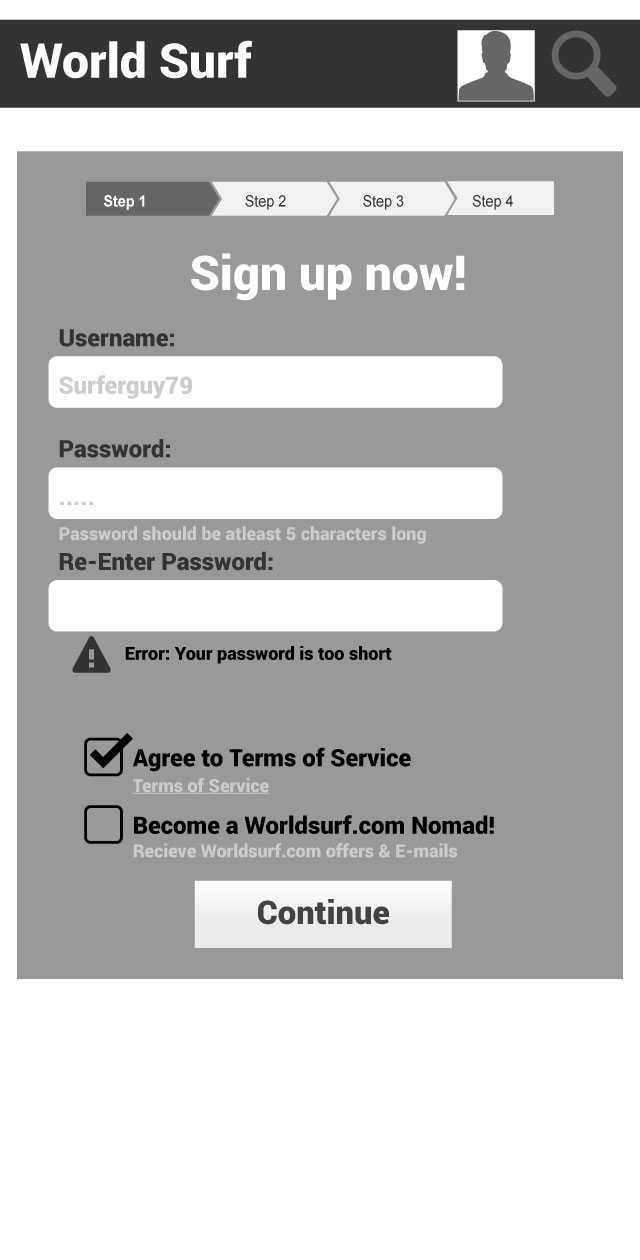 World Surf
Step 1 Step 2 Step 3 Step 4
Sign up now!
Username:
Surferguy79
Password:
.....
Password should be atleast 5 characters long
Re-Enter Password:
Error: Your password is too short
Agree to Terms of Service
Terms of Service
Become a Worldsurf.com Nomad!
Recieve Worldsurf.com offers & E-mails
Continue